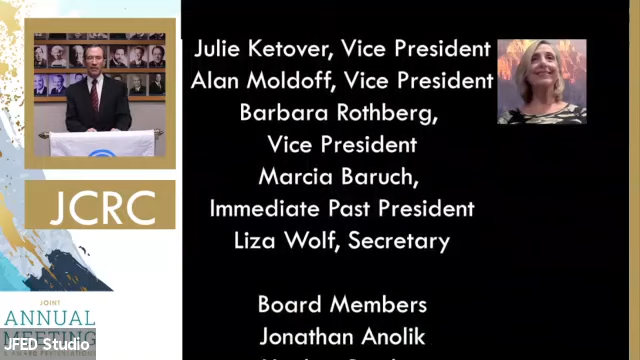 Julie Ketover, Vice President
Alan Moldoff, Vice President
Barbara Rothberg,
Vice President
Marcia Baruch,
Immediate Past President
Liza Wolf, Secretary
Board Members
Jonathan Anolik
JCRC
JOINT
ANNUAL
MEETING
JFED Studio